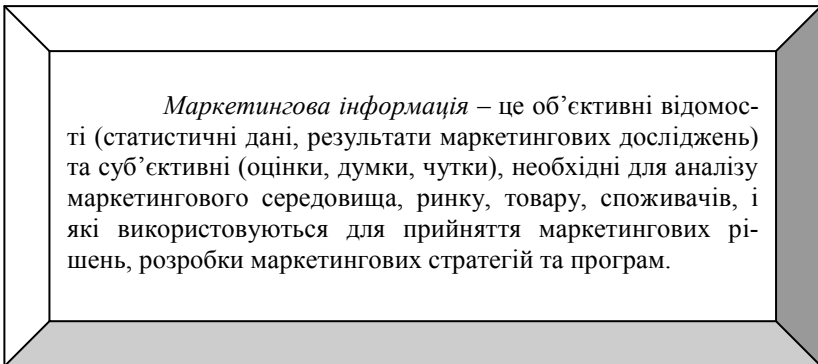 Маркетингова інформація – це об’єктивні відомос-
ті (статистичні дані, результати маркетингових досліджень)
та суб’єктивні (оцінки, думки, чутки), необхідні для аналізу
маркетингового середовища, ринку, товару, споживачів, і
які використовуються для прийняття маркетингових рі-
шень, розробки маркетингових стратегій та програм.